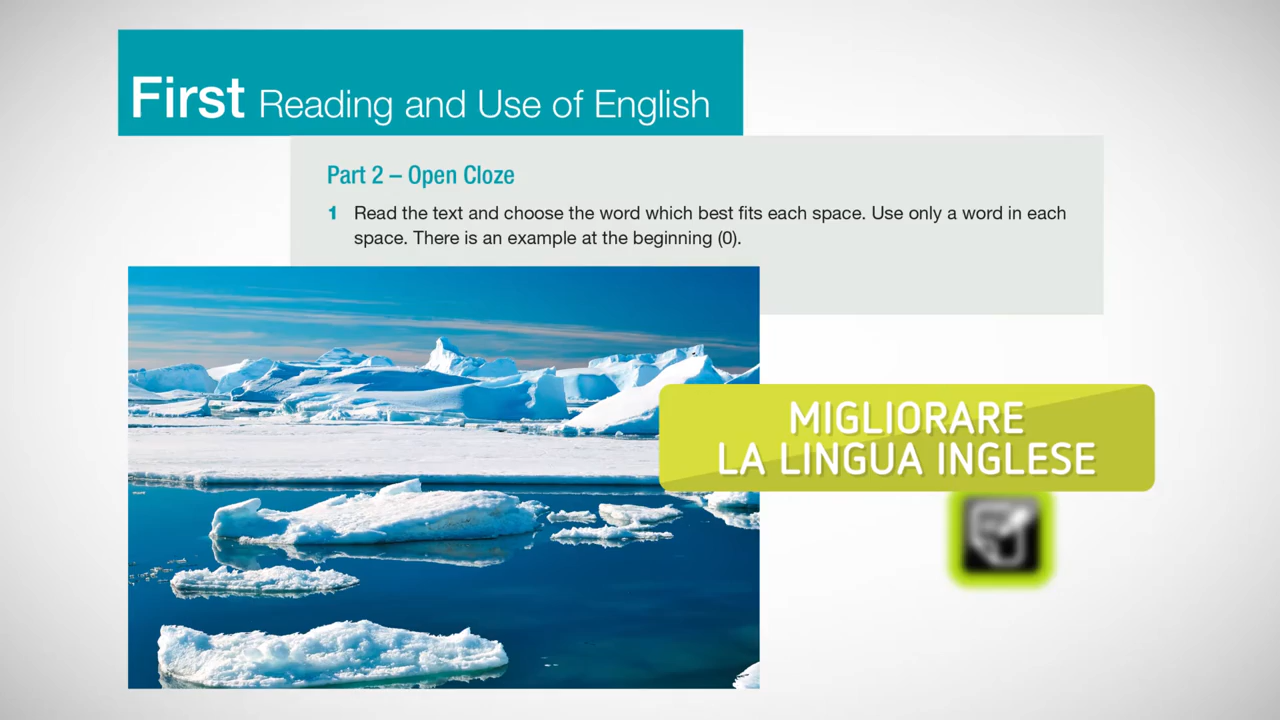 First Reading and Use of English
Part 2 – Open Cloze
1 Read the text and choose the word which best fits each space. Use only a word in each
space. There is an example at the beginning (0).
MIGLIORARE
LA LINGUA INGLESE